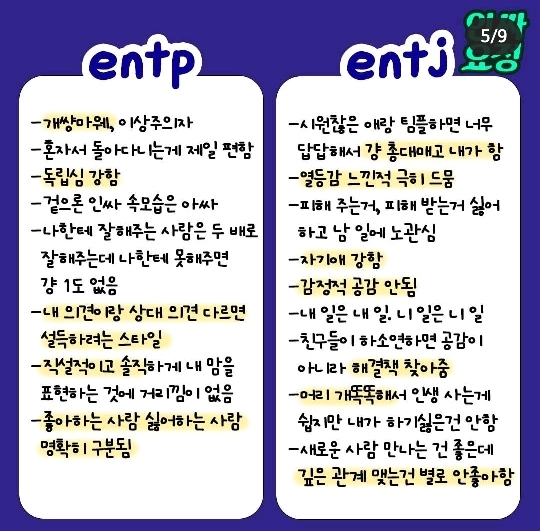 5/9
entp
-개썅마웨, 이상주의자
-혼자서 돌아다니는게 제일 편함
-독립심 강함
-겉으론 인싸 속모습은 아싸
-나한테 잘해주는 사람은 두 배로
잘해주는데 나한테 못해주면
걍 1도 없음
-내 의견이랑 상대 의견 다르면
설득하려는 스타일
-직설적이고 솔직하게 내 맘을
표현하는 것에 거리낌이 없음
-좋아하는 사람 싫어하는 사람
명확히 구분됨
entj
-시원찮은 애랑 팀플하면 너무
답답해서 걍 총대매고 내가 함
-열등감 느낀적 극히 드뭄
-피해 주는거, 피해 받는거 싫어
하고 남 일에 노관심
-자기애 강함
-감정적 공감 안됨
-내 일은 내 일, 니 일은 니 일
-친구들이 하소연하면 공감이
아니라 해결책 찾아줌
-머리 개똑똑해서 인생 사는게
쉽지만 내가 하기싫은건 안함
-새로운 사람 만나는 건 좋은데
깊은 관계 맺는건 별로 안좋아함